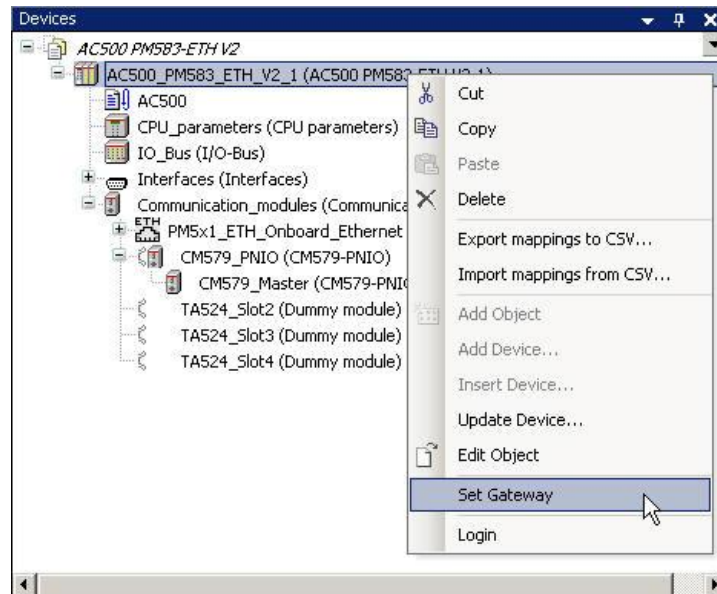 Devices
AC500 PM583-ETH V2
AC500_PM583_ETH_V2_1 (AC500 PM583-ETH V2_1)
AC500
CPU_parameters (CPU parameters)
IO_Bus (I/O-Bus)
Interfaces (Interfaces)
Communication_modules (Communica
ETH PM5x1_ETH_Onboard_Ethernet
CM579_PNIO (CM579-PNIO)
CM579_Master (CM579-PNIO
TA524_Slot2 (Dummy module)
TA524_Slot3 (Dummy module)
TA524_Slot4 (Dummy module)
Cut
Copy
Paste
Delete
Export mappings to CSV...
Import mappings from CSV...
Add Object
Add Device...
Insert Device...
Update Device...
Edit Object
Set Gateway
Login